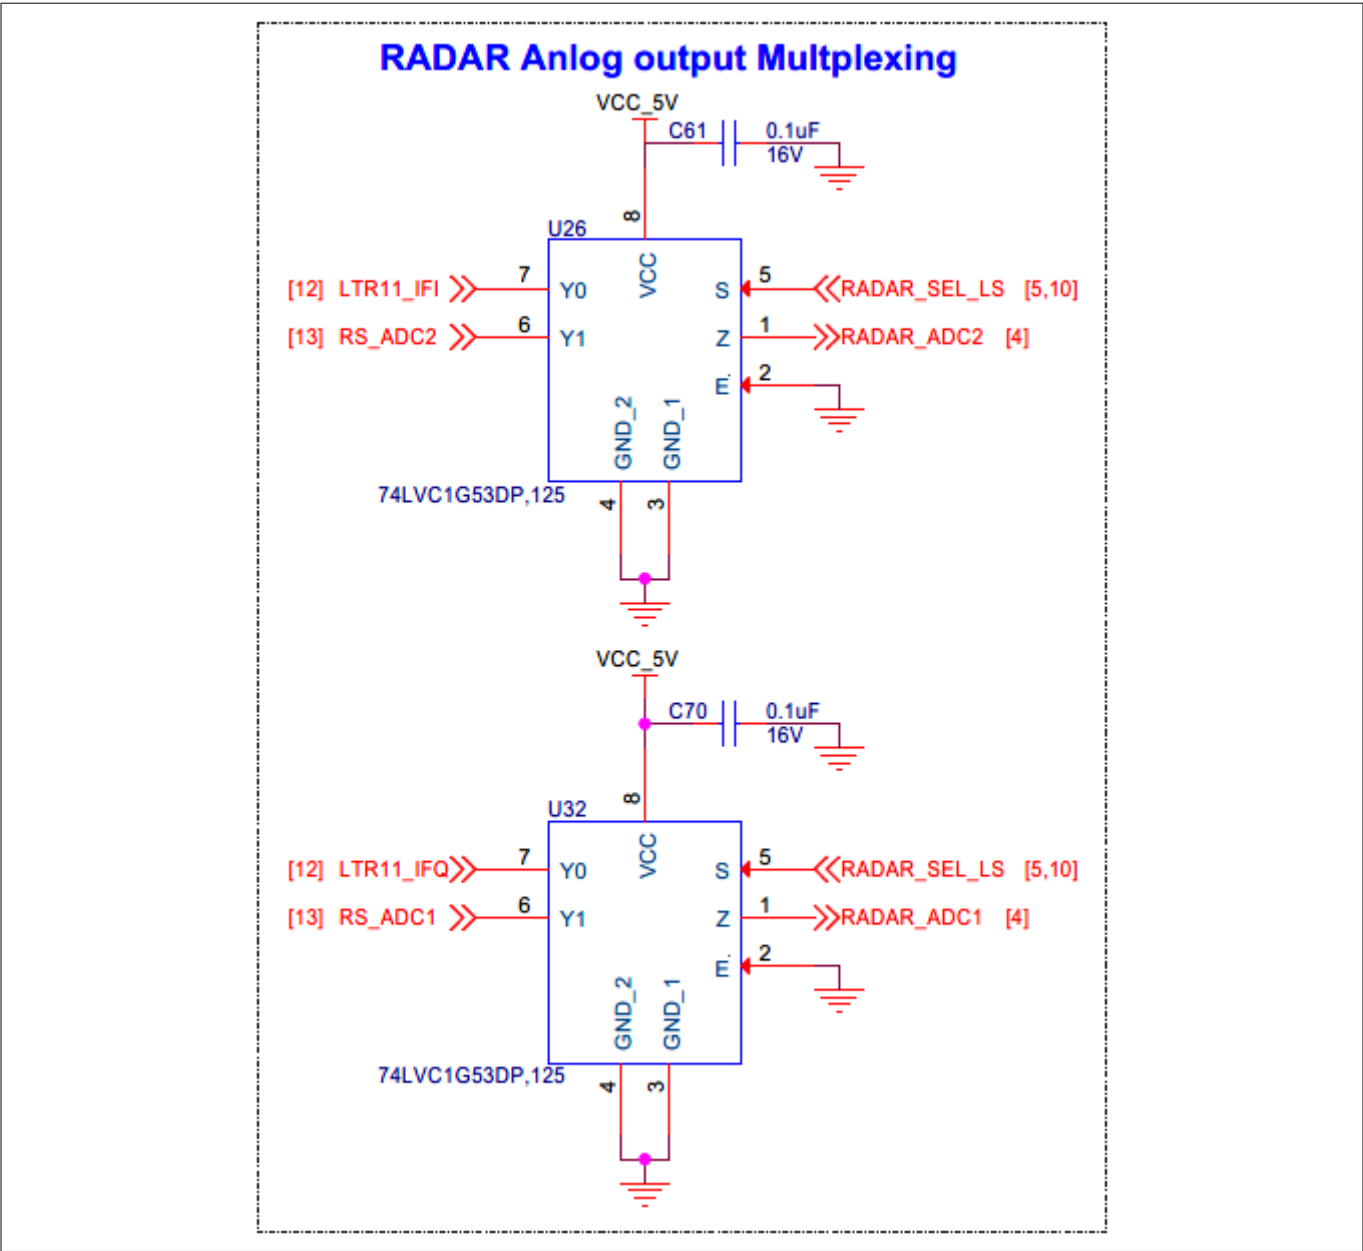 RADAR Anlog output Multplexing
VCC_5V
C61
0.1uF
16V
8
U26
VCC
[12] LTR11_IFI
7
Y0
S
5
RADAR_SEL_LS [5,10]
[13] RS_ADC2
6
Y1
Z
1
RADAR_ADC2 [4]
E
2
GND_2
GND_1
74LVC1G53DP,125
4
3
VCC_5V
C70
0.1uF
16V
8
U32
VCC
[12] LTR11_IFQ
7
Y0
S
5
RADAR_SEL_LS [5,10]
[13] RS_ADC1
6
Y1
Z
1
RADAR_ADC1 [4]
E
2
GND_2
GND_1
74LVC1G53DP,125
4
3